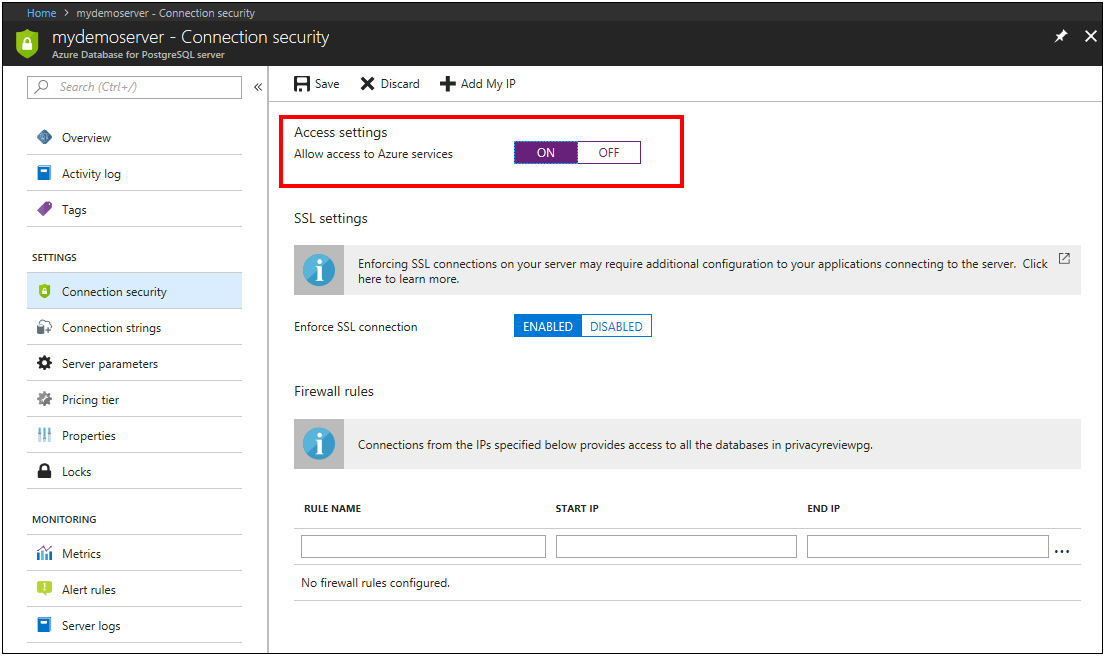 Home > mydemoserver - Connection security
mydemoserver - Connection security
Azure Database for PostgreSQL server
Search (Ctrl+/)
«
Overview
Activity log
Tags
SETTINGS
Connection security
Connection strings
Server parameters
Pricing tier
Properties
Locks
MONITORING
Metrics
Alert rules
Server logs
Save Discard Add My IP
Access settings
Allow access to Azure services ON OFF
SSL settings
Enforcing SSL connections on your server may require additional configuration to your applications connecting to the server. Click
here to learn more.
Enforce SSL connection ENABLED DISABLED
Firewall rules
Connections from the IPs specified below provides access to all the databases in privacyreviewpg.
RULE NAME START IP END IP
...
No firewall rules configured.